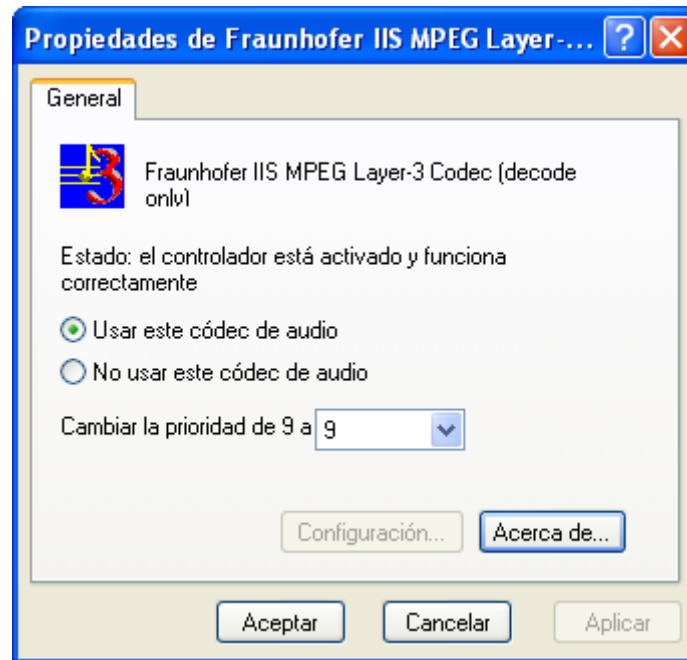 Propiedades de Fraunhofer IIS MPEG Layer-...
General
Fraunhofer IIS MPEG Layer-3 Codec (decode
only)
Estado: el controlador está activado y funciona
correctamente
Usar este códec de audio
No usar este códec de audio
Cambiar la prioridad de 9 a 9
Configuración... Acerca de...
Aceptar Cancelar Aplicar